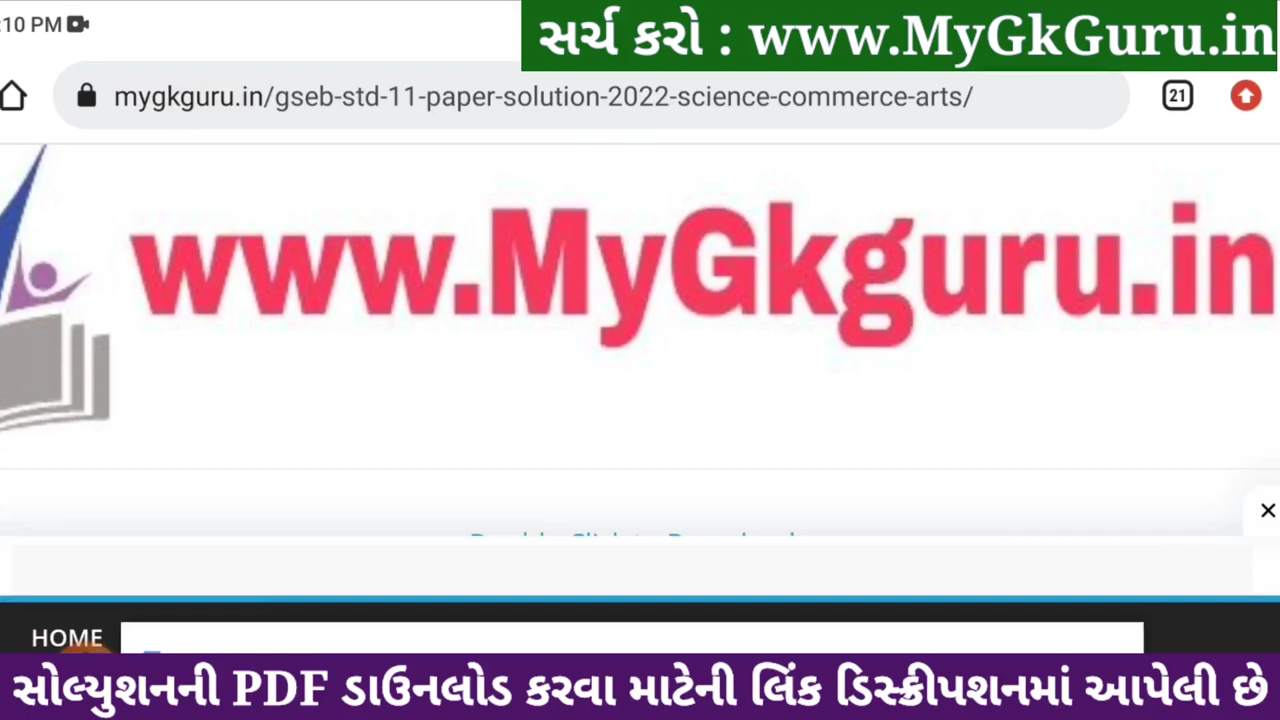 :10 PM
સર્ચ કરો : www.MyGkGuru.in
mygkguru.in/gseb-std-11-paper-solution-2022-science-commerce-arts/
21
www.MyGkguru.in
HOME
સોલ્યુશનની PDF ડાઉનલોડ કરવા માટેની લિંક ડિસ્ક્રીપશનમાં આપેલી છે